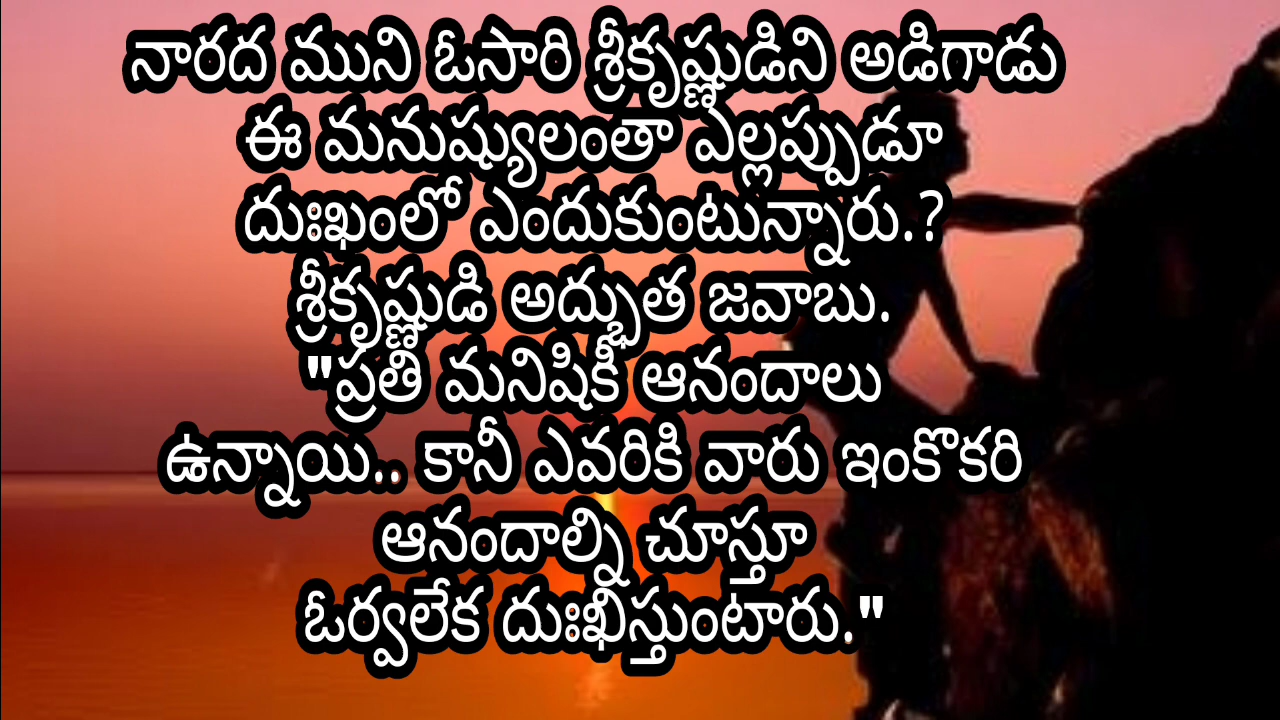 నారద ముని ఓసారి శ్రీకృష్ణుడిని అడిగాడు
ఈ మనుష్యులంతా ఎల్లప్పుడూ
దుఃఖంలో ఎందుకుంటున్నారు.?
శ్రీకృష్ణుడి అద్భుత జవాబు.
"ప్రతి మనిషికీ ఆనందాలు
ఉన్నాయి.. కానీ ఎవరికి వారు ఇంకొకరి
ఆనందాల్ని చూస్తూ
ఓర్వలేక దుఃఖిస్తుంటారు."